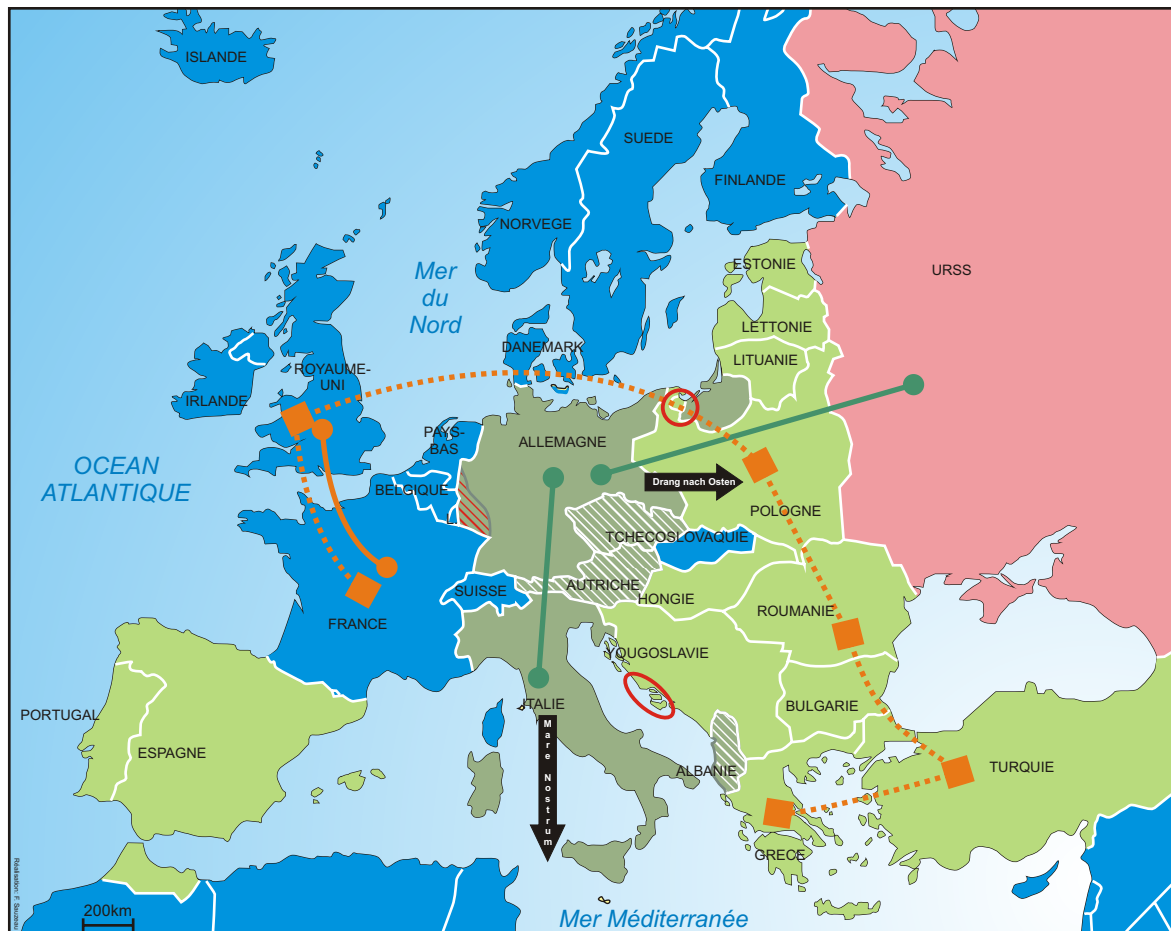 ISLANDE
SUEDE
FINLANDE
NORVEGE
Mer
du
Nord
ESTONIE
URSS
LETTONIE
DANEMARK
LITUANIE
ROYAUME-
UNI
IRLANDE
PAYS-
BAS
ALLEMAGNE
OCEAN
ATLANTIQUE
BELGIQUE
Drang nach Osten
POLOGNE
L.
TCHECOSLOVAQUIE
SUISSE
AUTRICHE
HONGIE
ROUMANIE
FRANCE
YOUGOSLAVIE
ITALIE
BULGARIE
PORTUGAL
ESPAGNE
Mare Nostrum
ALBANIE
TURQUIE
GRECE
Réalisation: F. Sauzeau
200km
Mer Méditerranée